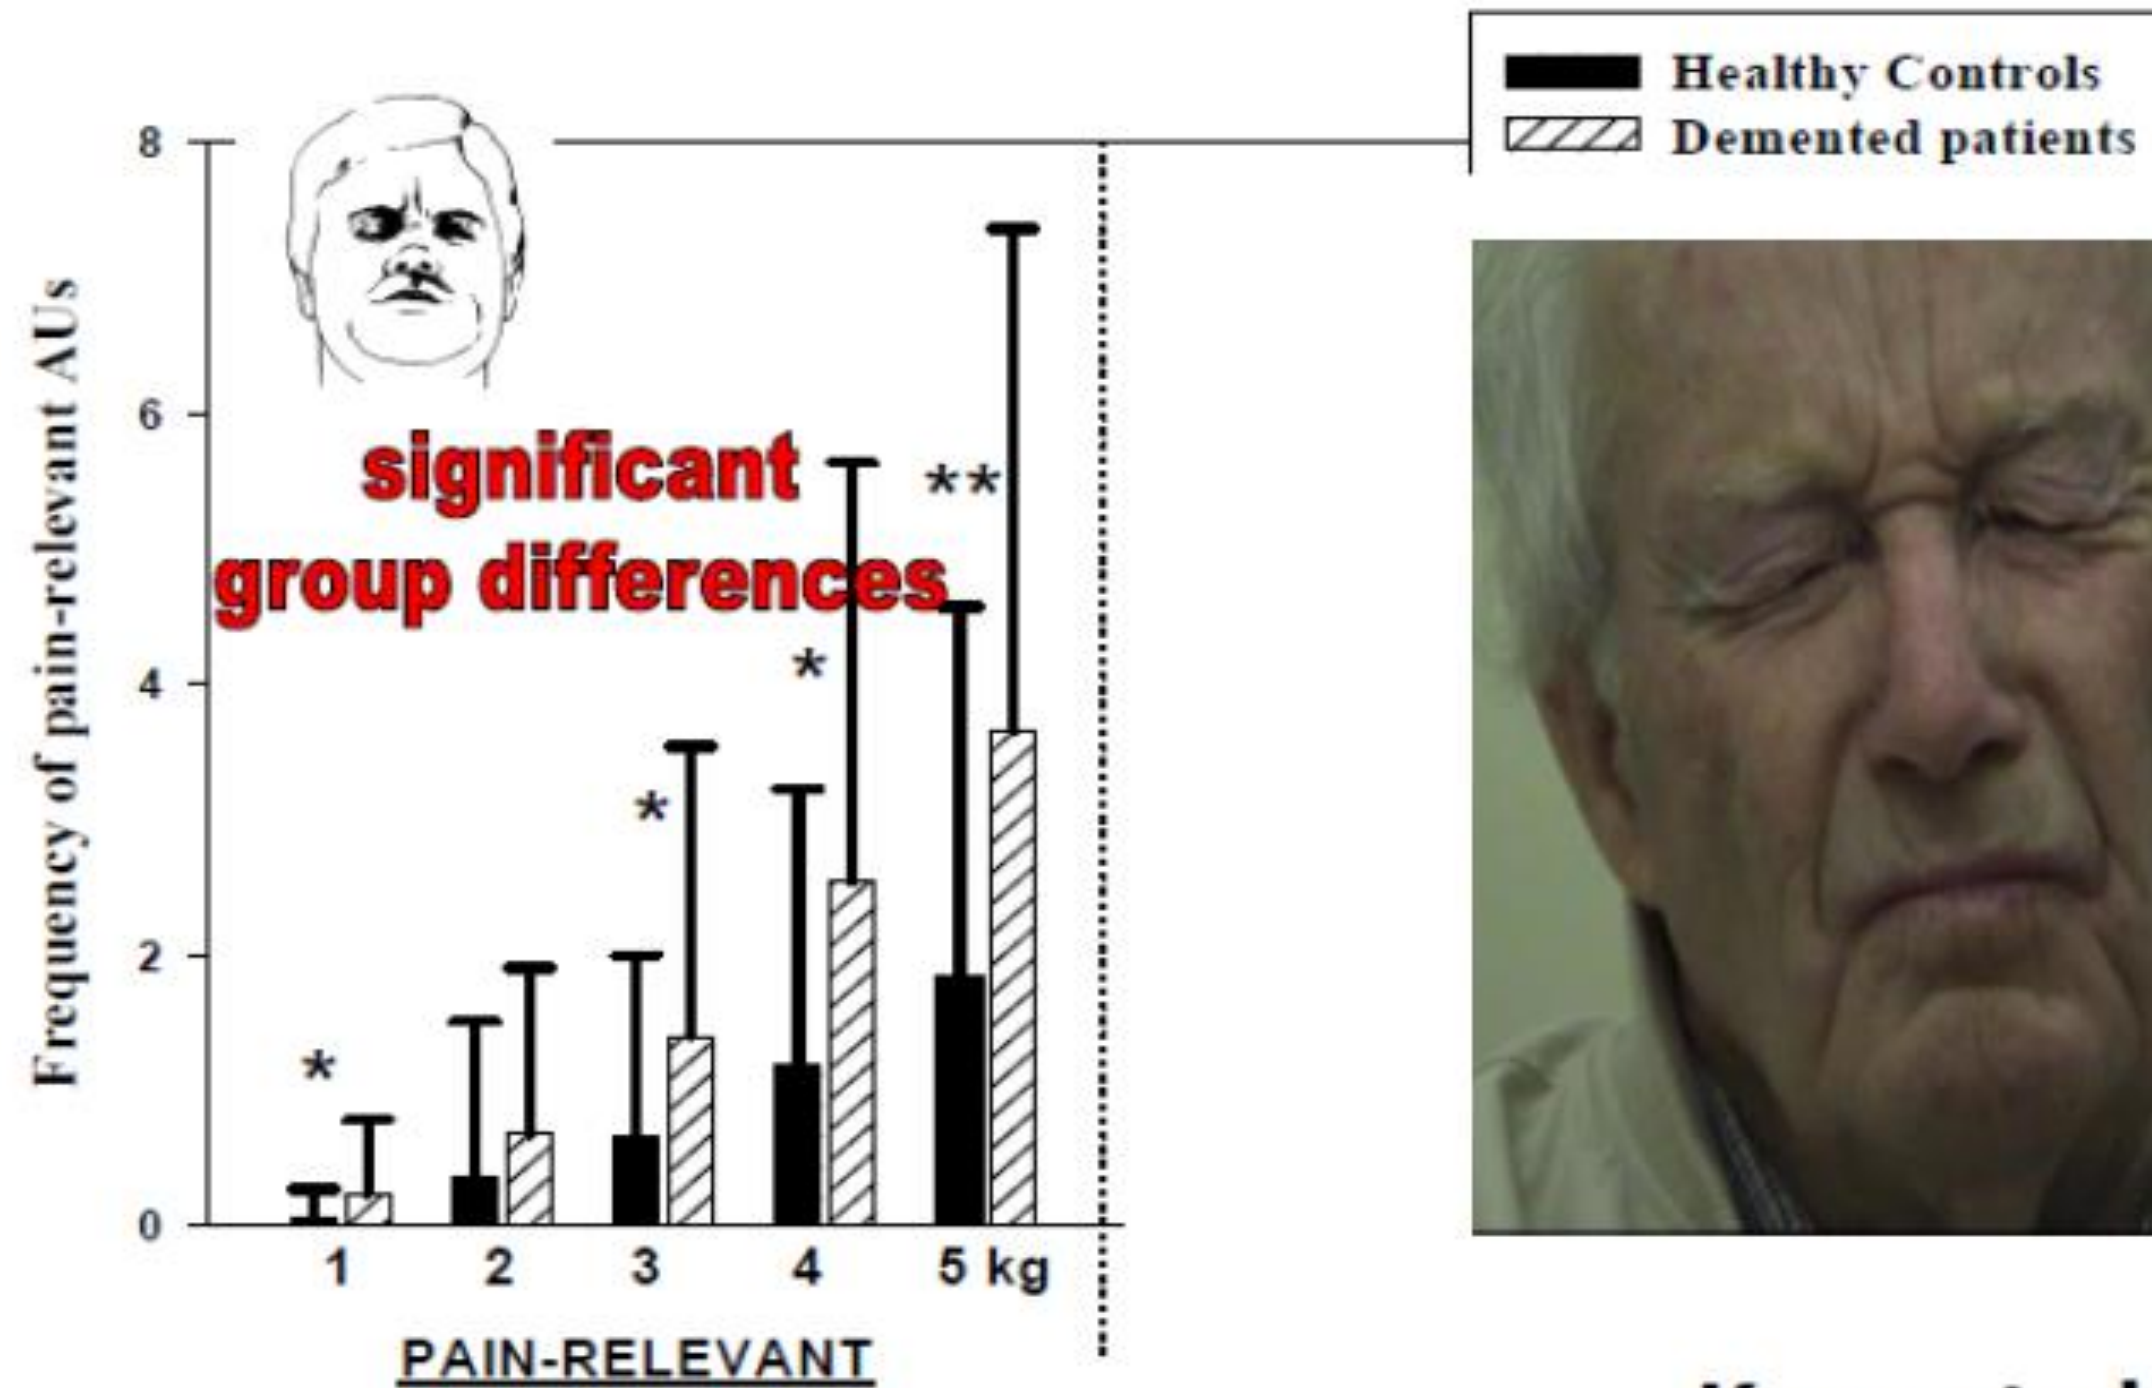 Healthy Controls
Demented patients
8
6
4
2
0
Frequency of pain-relevant AUs
significant
group differences
*
*
*
**
1 2 3 4 5 kg
PAIN-RELEVANT